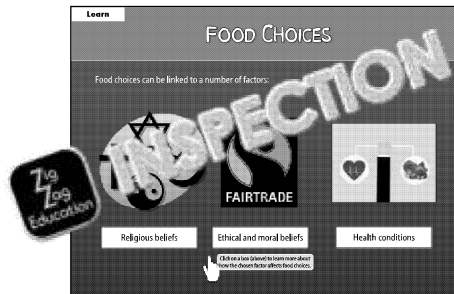 Learn
FOOD CHOICES
Food choices can be linked to a number of factors:
INSPECTION
Zig
Zag
Education
FAIRTRADE
Religious beliefs
Ethical and moral beliefs
Health conditions
Click on a box (above) to learn more about
how the chosen factor affects food choices.